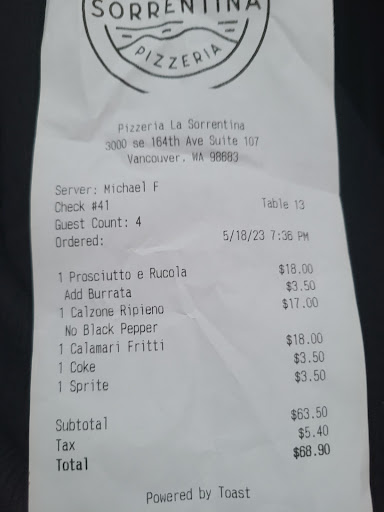 SORRENTINA
PIZZERIA
Pizzeria La Sorrentina
3000 se 164th Ave Suite 107
Vancouver, WA 98683
Server: Michael F
Check #41 Table 13
Guest Count: 4
Ordered: 5/18/23 7:36 PM
1 Prosciutto e Rucola $18.00
Add Burrata $3.50
1 Calzone Ripieno $17.00
No Black Pepper
1 Calamari Fritti $18.00
1 Coke $3.50
1 Sprite $3.50
Subtotal $63.50
Tax $5.40
Total $68.90
Powered by Toast